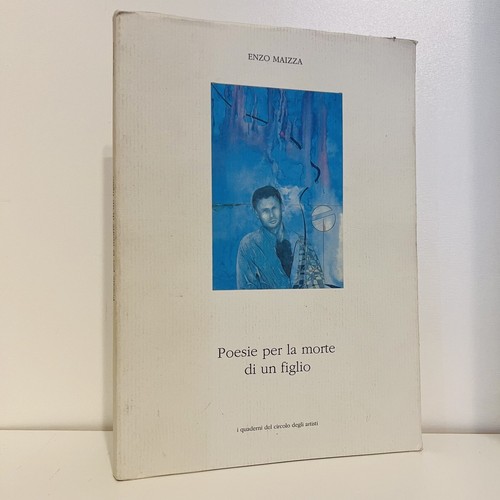 ENZO MAIZZA
Poesie per la morte
di un figlio
i quaderni del circolo degli artisti